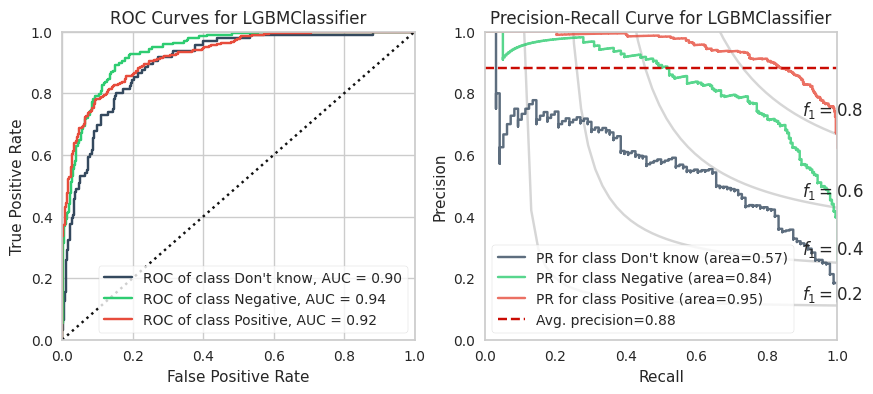 ROC Curves for LGBMClassifier
True Positive Rate
1.0
0.8
0.6
0.4
0.2
0.0
ROC of class Don't know, AUC = 0.90
ROC of class Negative, AUC = 0.94
ROC of class Positive, AUC = 0.92
0.0 0.2 0.4 0.6 0.8 1.0
False Positive Rate
Precision-Recall Curve for LGBMClassifier
Precision
1.0
0.8
0.6
0.4
0.2
0.0
f1 = 0.8
f1 = 0.6
f1 = 0.4
f1 = 0.2
PR for class Don't know (area=0.57)
PR for class Negative (area=0.84)
PR for class Positive (area=0.95)
Avg. precision=0.88
0.0 0.2 0.4 0.6 0.8 1.0
Recall